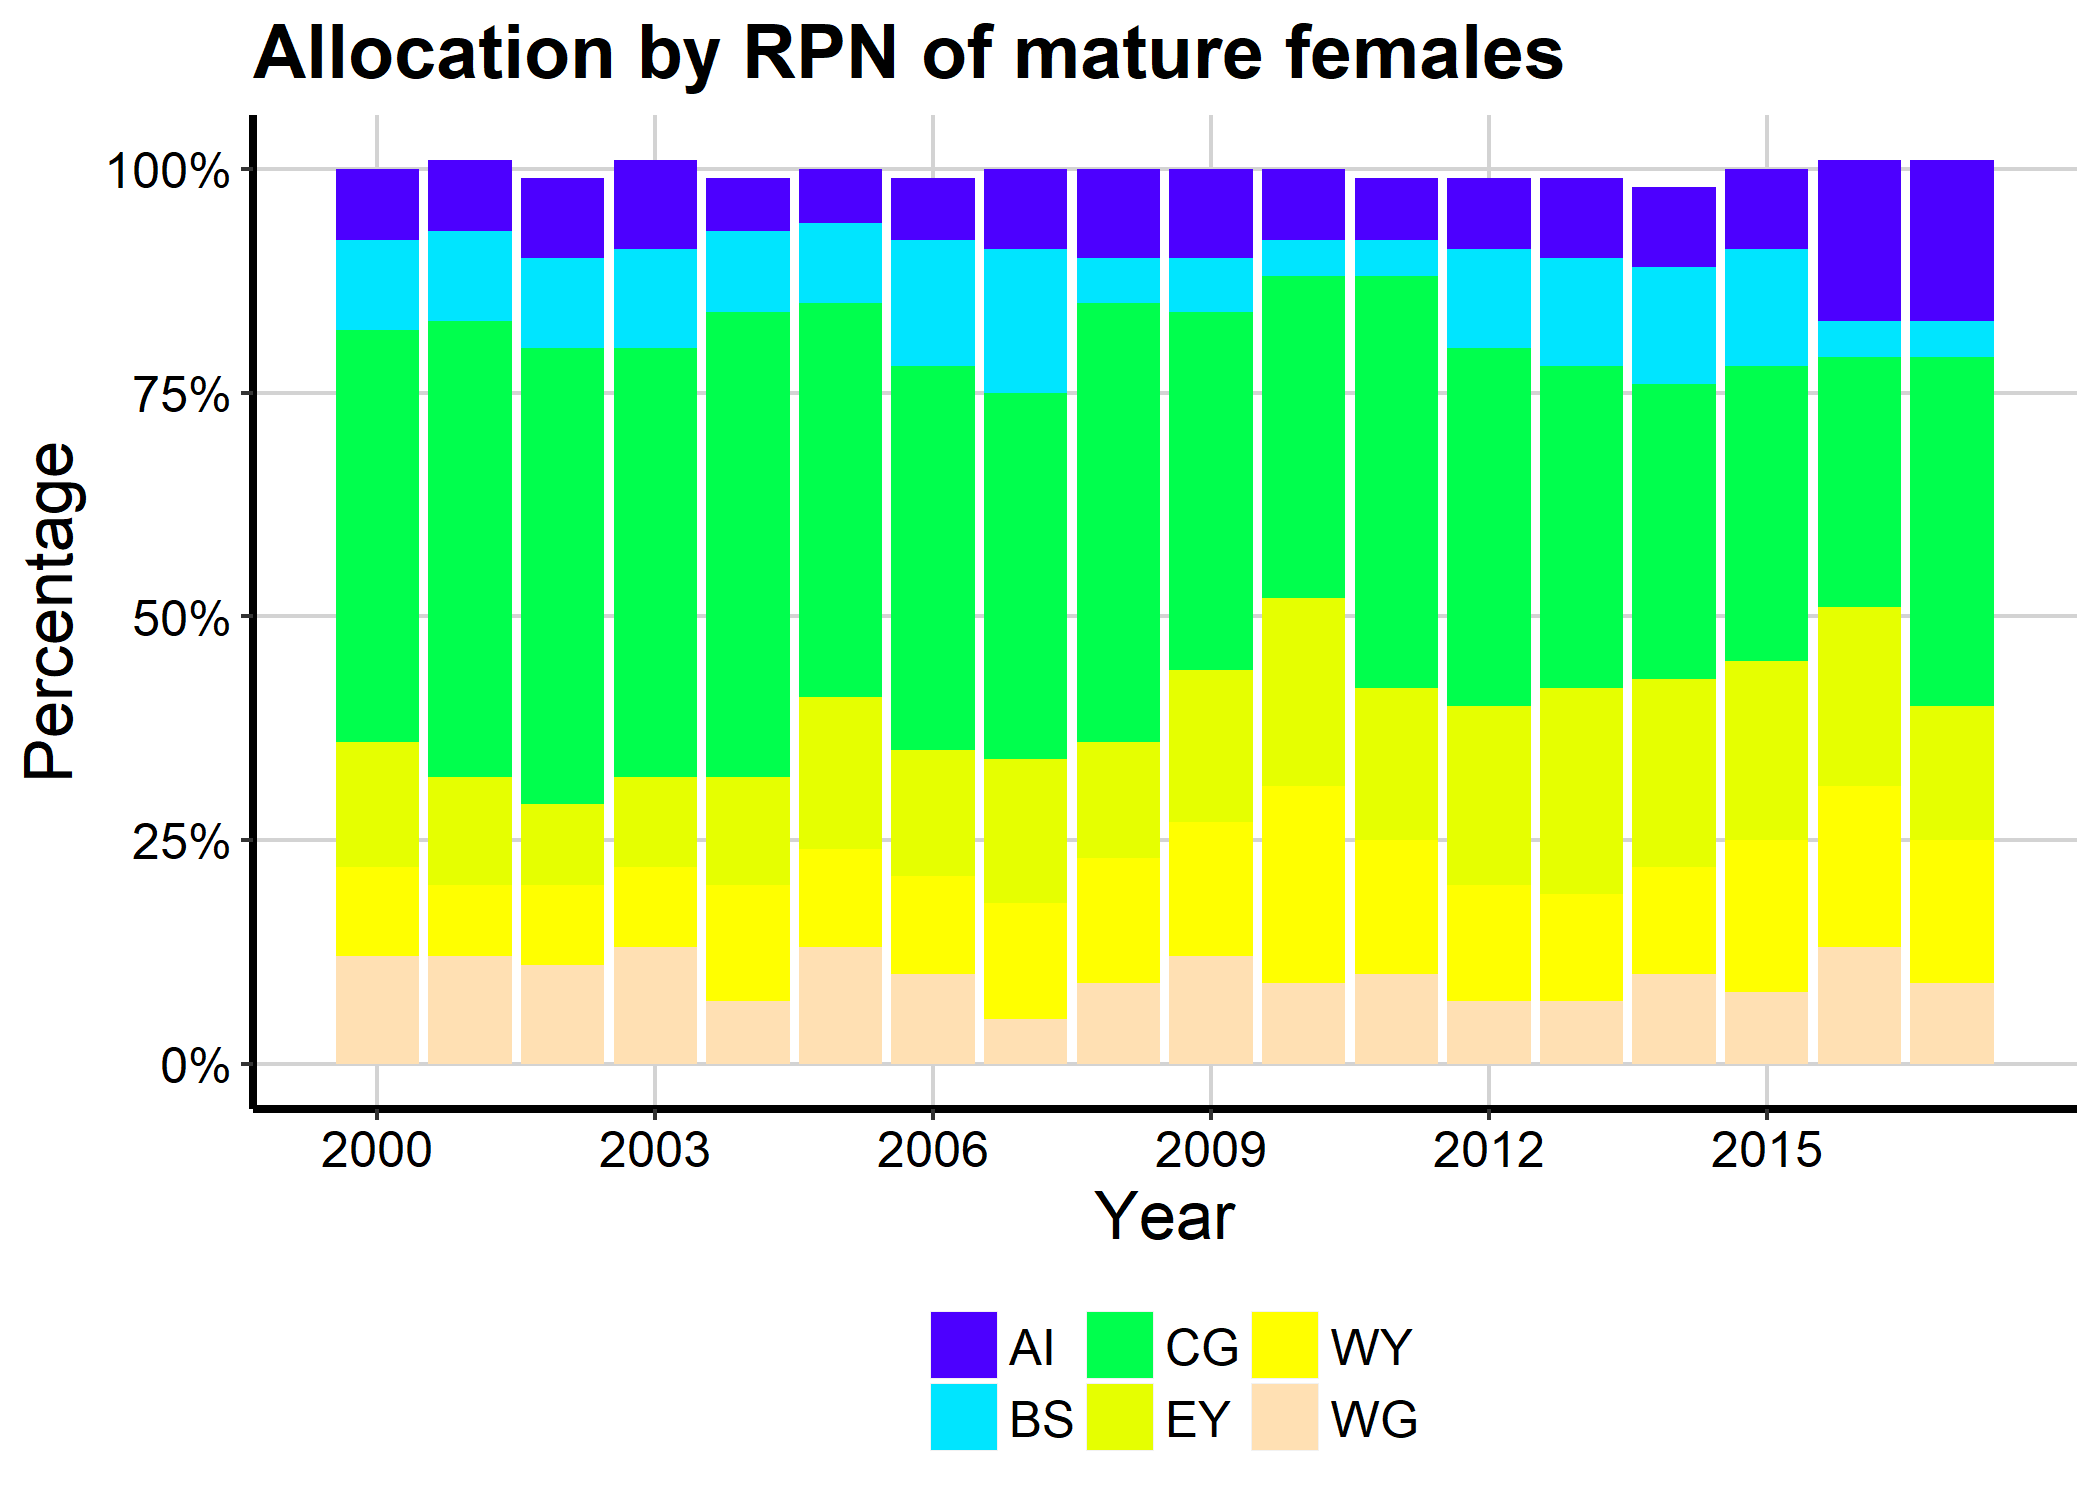 Allocation by RPN of mature females
Percentage
100%
75%
50%
25%
0%
2000 2003 2006 2009 2012 2015
Year
AI CG WY
BS EY WG